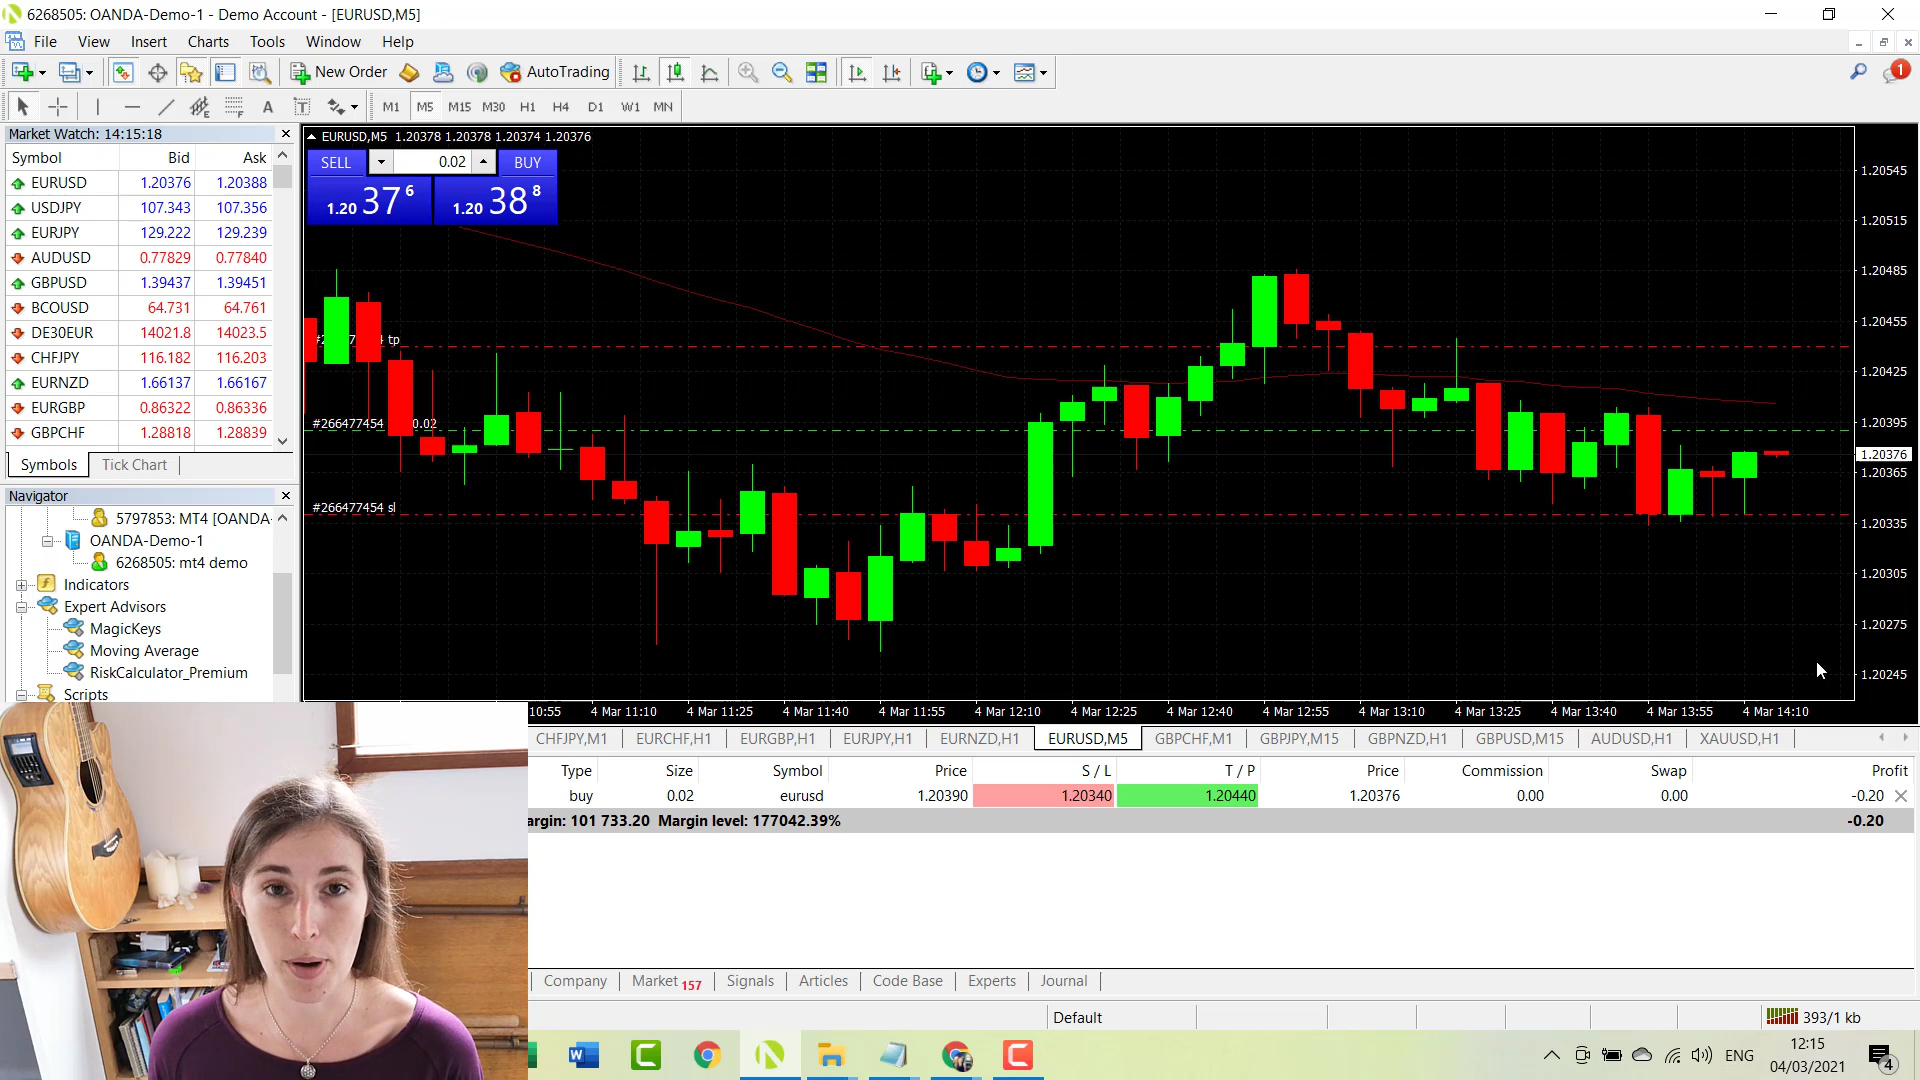 6268505: OANDA-Demo-1 - Demo Account - [EURUSD,M5]
File View Insert Charts Tools Window Help
New Order AutoTrading 1
A T M1 M5 M15 M30 H1 H4 D1 W1 MN
Market Watch: 14:15:18
Symbol Bid Ask
EURUSD 1.20376 1.20388
USDJPY 107.343 107.356
EURJPY 129.222 129.239
AUDUSD 0.77829 0.77840
GBPUSD 1.39437 1.39451
BCOUSD 64.731 64.761
DE30EUR 14021.8 14023.5
CHFJPY 116.182 116.203
EURNZD 1.66137 1.66167
EURGBP 0.86322 0.86336
GBPCHF 1.28818 1.28839
Symbols Tick Chart
Navigator
5797853: MT4 [OANDA-
OANDA-Demo-1
6268505: mt4 demo
Indicators
Expert Advisors
MagicKeys
Moving Average
RiskCalculator_Premium
Scripts
EURUSD,M5 1.20378 1.20378 1.20374 1.20376
SELL 0.02 BUY
1.20 37 6 1.20 38 8
tp
#266477454 0.02
#266477454 sl
1.20545
1.20515
1.20485
1.20455
1.20425
1.20395
1.20376
1.20365
1.20335
1.20305
1.20275
1.20245
10:55 4 Mar 11:10 4 Mar 11:25 4 Mar 11:40 4 Mar 11:55 4 Mar 12:10 4 Mar 12:25 4 Mar 12:40 4 Mar 12:55 4 Mar 13:10 4 Mar 13:25 4 Mar 13:40 4 Mar 13:55 4 Mar 14:10
CHFJPY,M1 EURCHF,H1 EURGBP,H1 EURJPY,H1 EURNZD,H1 EURUSD,M5 GBPCHF,M1 GBPJPY,M15 GBPNZD,H1 GBPUSD,M15 AUDUSD,H1 XAUUSD,H1
Type Size Symbol Price S / L T / P Price Commission Swap Profit
buy 0.02 eurusd 1.20390 1.20340 1.20440 1.20376 0.00 0.00 -0.20
argin: 101 733.20 Margin level: 177042.39% -0.20
Company Market 157 Signals Articles Code Base Experts Journal
Default 393/1 kb
ENG 12:15
04/03/2021 4